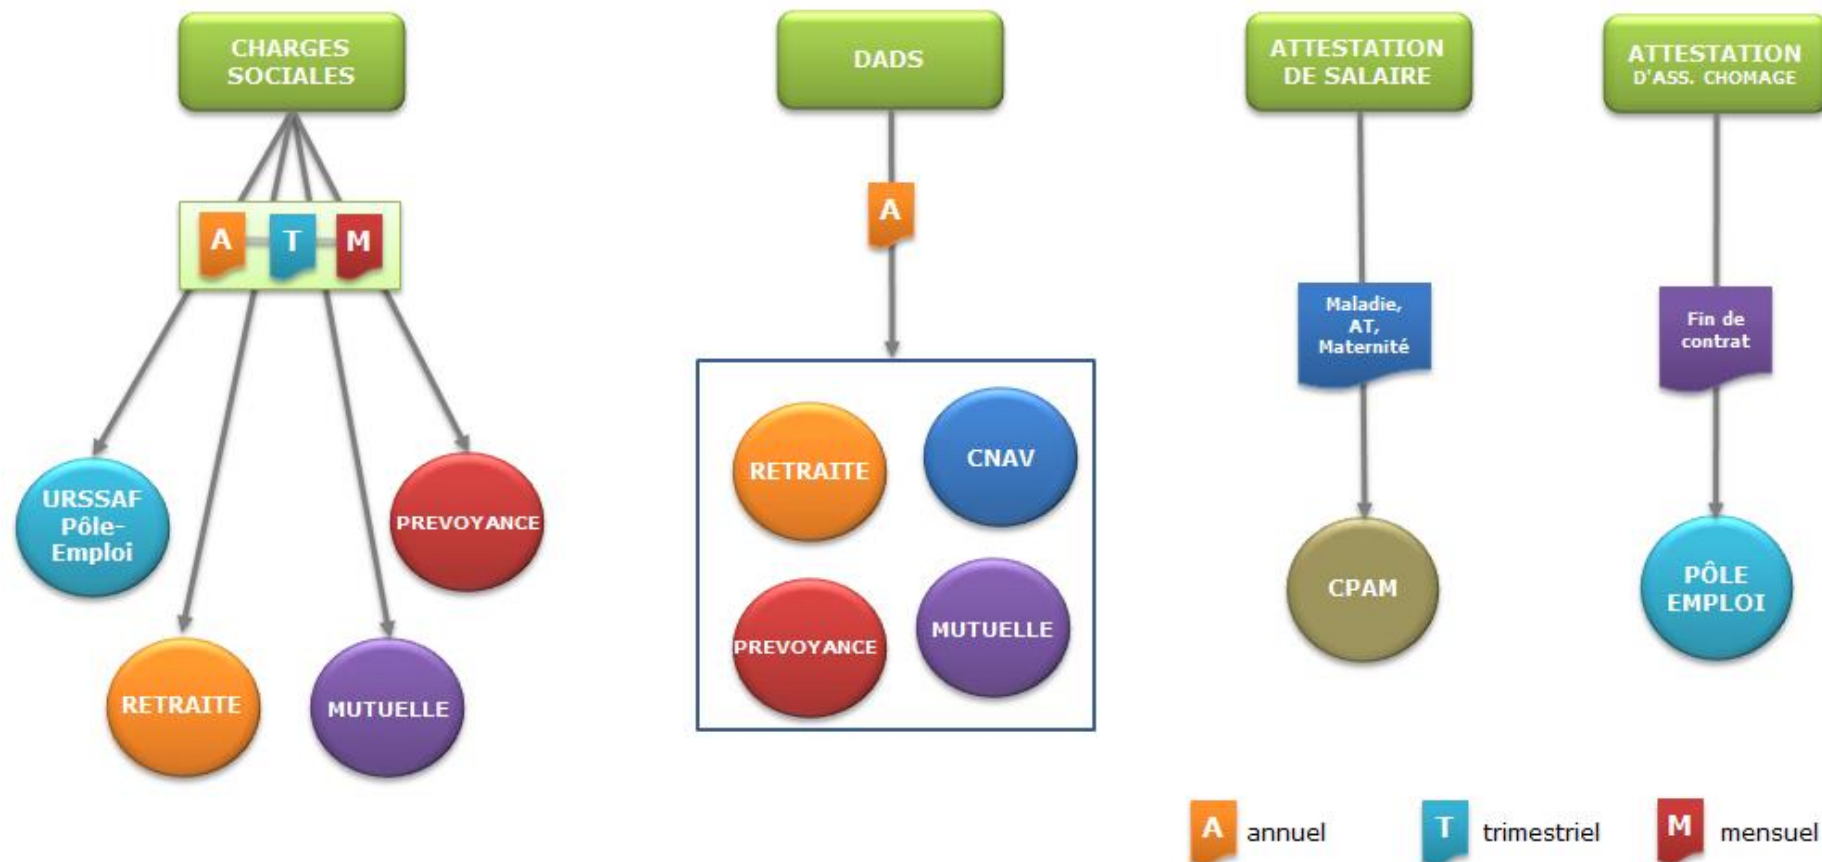 CHARGES
SOCIALES
A
T
M
URSSAF
Pôle-
Emploi
RETRAITE
MUTUELLE
PREVOYANCE
DADS
A
RETRAITE
CNAV
PREVOYANCE
MUTUELLE
ATTESTATION
DE SALAIRE
Maladie,
AT,
Maternité
CPAM
ATTESTATION
D'ASS. CHOMAGE
Fin de
contrat
PÔLE
EMPLOI
A annuel
T trimestriel
M mensuel